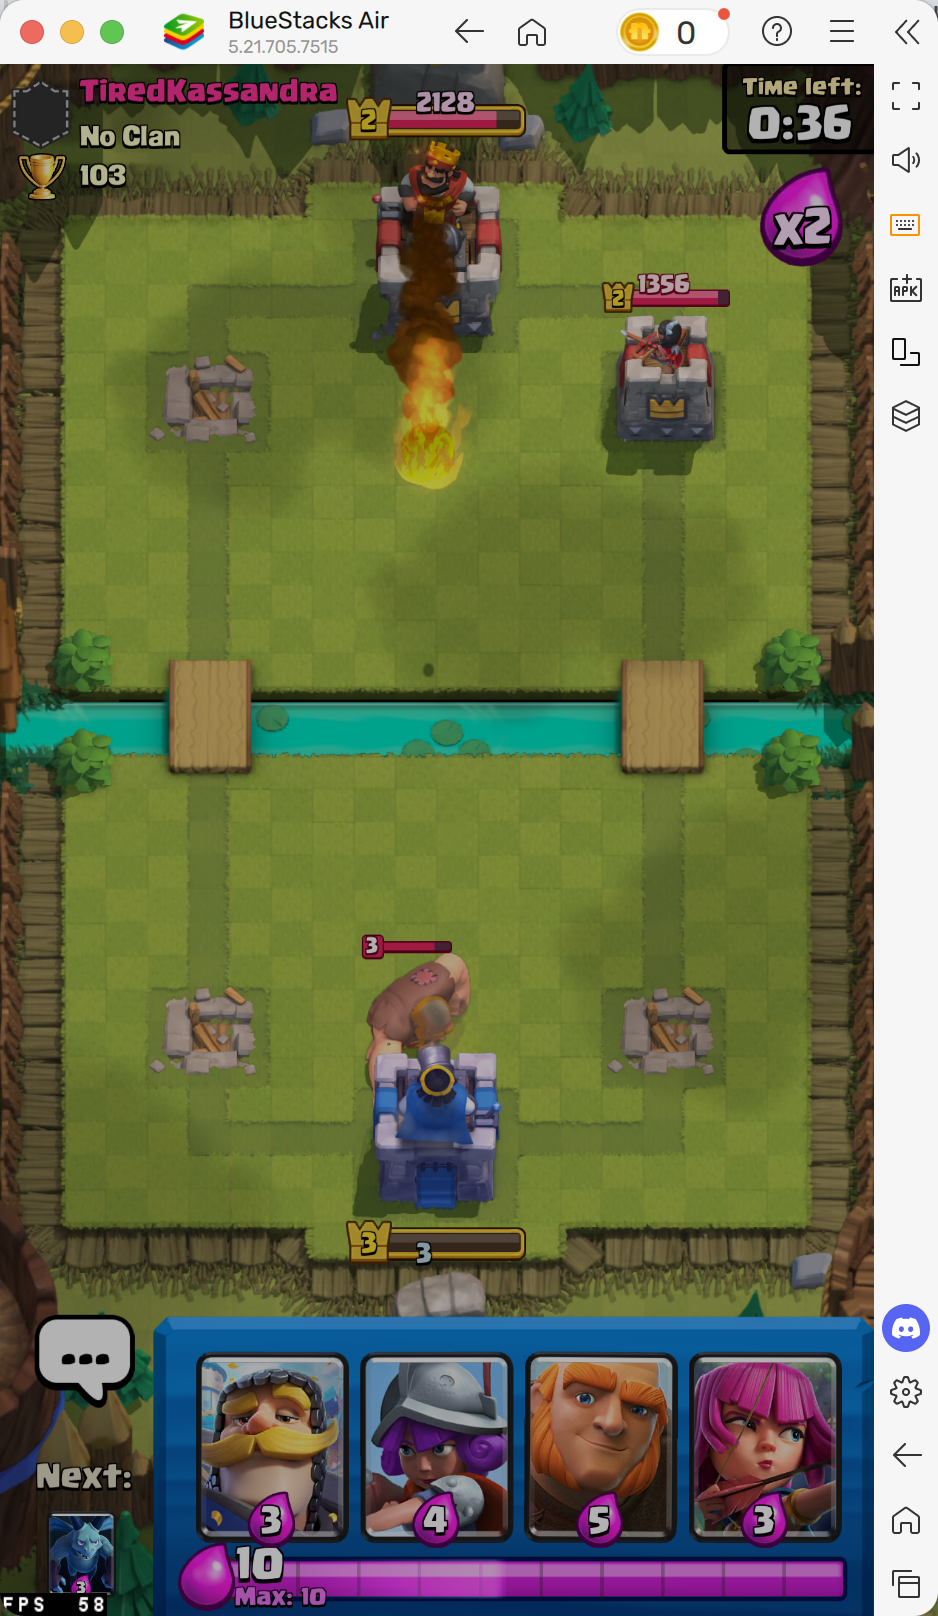 BlueStacks Air
5.21.705.7515
0
TiredKassandra
No Clan
103
2
2128
Time left:
0:36
x2
2
1356
APK
3
3
3
...
Next:
3
3
4
5
3
10
Max: 10
FPS 58